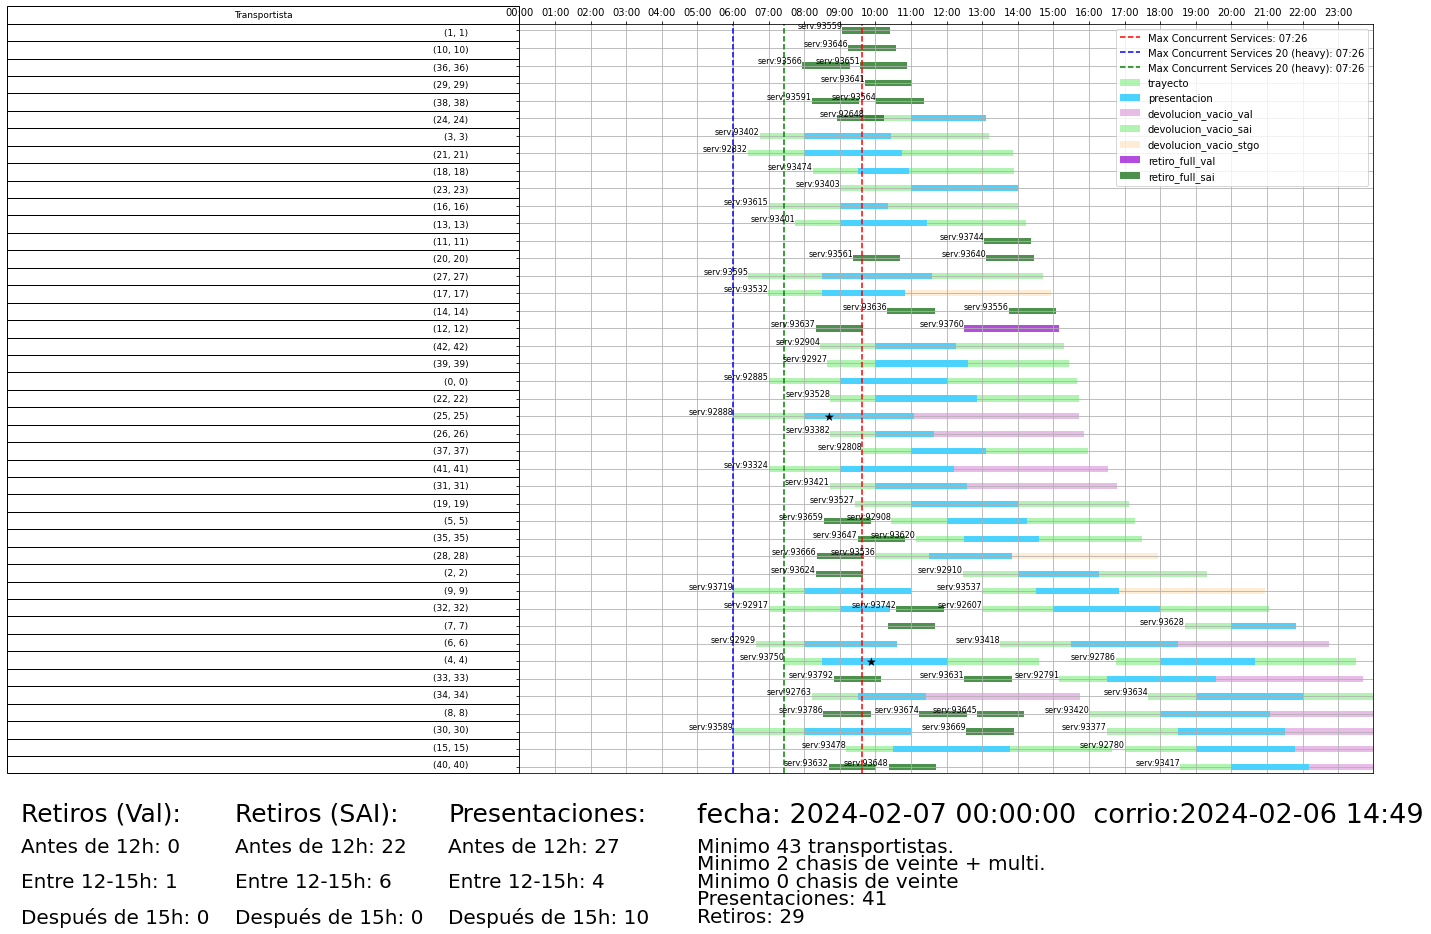 Transportista 00:00 01:00 02:00 03:00 04:00 05:00 06:00 07:00 08:00 09:00 10:00 11:00 12:00 13:00 14:00 15:00 16:00 17:00 18:00 19:00 20:00 21:00 22:00 23:00
(1, 1) serv:93559
(10, 10) serv:93646
(36, 36) serv:93566 serv:93651
(29, 29) serv:93641
(38, 38) serv:93591 serv:93564
(24, 24) serv:92648
(3, 3) serv:93402
(21, 21) serv:92832
(18, 18) serv:93474
(23, 23) serv:93403
(16, 16) serv:93615
(13, 13) serv:93401
(11, 11) serv:93744
(20, 20) serv:93561 serv:93640
(27, 27) serv:93595
(17, 17) serv:93532
(14, 14) serv:93636 serv:93556
(12, 12) serv:93637 serv:93760
(42, 42) serv:92904
(39, 39) serv:92927
(0, 0) serv:92885
(22, 22) serv:93528
(25, 25) serv:92888
(26, 26) serv:93382
(37, 37) serv:92808
(41, 41) serv:93324
(31, 31) serv:93421
(19, 19) serv:93527
(5, 5) serv:93659 serv:92908
(35, 35) serv:93647 serv:93620
(28, 28) serv:93666 serv:93536
(2, 2) serv:93624 serv:92910
(9, 9) serv:93719 serv:93537
(32, 32) serv:92917 serv:93742 serv:92607
(7, 7) serv:93628
(6, 6) serv:92929 serv:93418
(4, 4) serv:93750 serv:92786
(33, 33) serv:93792 serv:93631 serv:92791
(34, 34) serv:92763 serv:93634
(8, 8) serv:93786 serv:93674 serv:93645 serv:93420
(30, 30) serv:93589 serv:93669 serv:93377
(15, 15) serv:93478 serv:92780
(40, 40) serv:93632 serv:93648 serv:93417
Max Concurrent Services: 07:26
Max Concurrent Services 20 (heavy): 07:26
Max Concurrent Services 20 (heavy): 07:26
trayecto
presentacion
devolucion_vacio_val
devolucion_vacio_sai
devolucion_vacio_stgo
retiro_full_val
retiro_full_sai
Retiros (Val):
Antes de 12h: 0
Entre 12-15h: 1
Después de 15h: 0
Retiros (SAI):
Antes de 12h: 22
Entre 12-15h: 6
Después de 15h: 0
Presentaciones:
Antes de 12h: 27
Entre 12-15h: 4
Después de 15h: 10
fecha: 2024-02-07 00:00:00 corrio:2024-02-06 14:49
Minimo 43 transportistas.
Minimo 2 chasis de veinte + multi.
Minimo 0 chasis de veinte
Presentaciones: 41
Retiros: 29